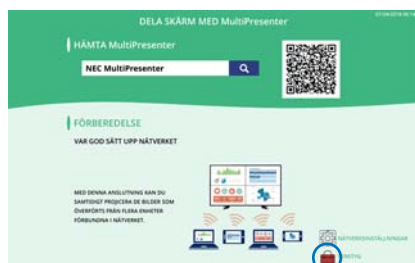 DELA SKÄRM MED MultiPresenter
HÄMTA MultiPresenter
NEC MultiPresenter
FÖRBEREDELSE
VAR GOD SÄTT UPP NÄTVERKET
MED DENNA ANSLUTNING KAN DU
SAMTIDIGT PROJICERA DE BILDER SOM
ÖVERFÖRTS FRÅN FLERA ENHETER
FÖRBUNDNA I NÄTVERKET.
NÄTVERKSINSTÄLLNINGAR